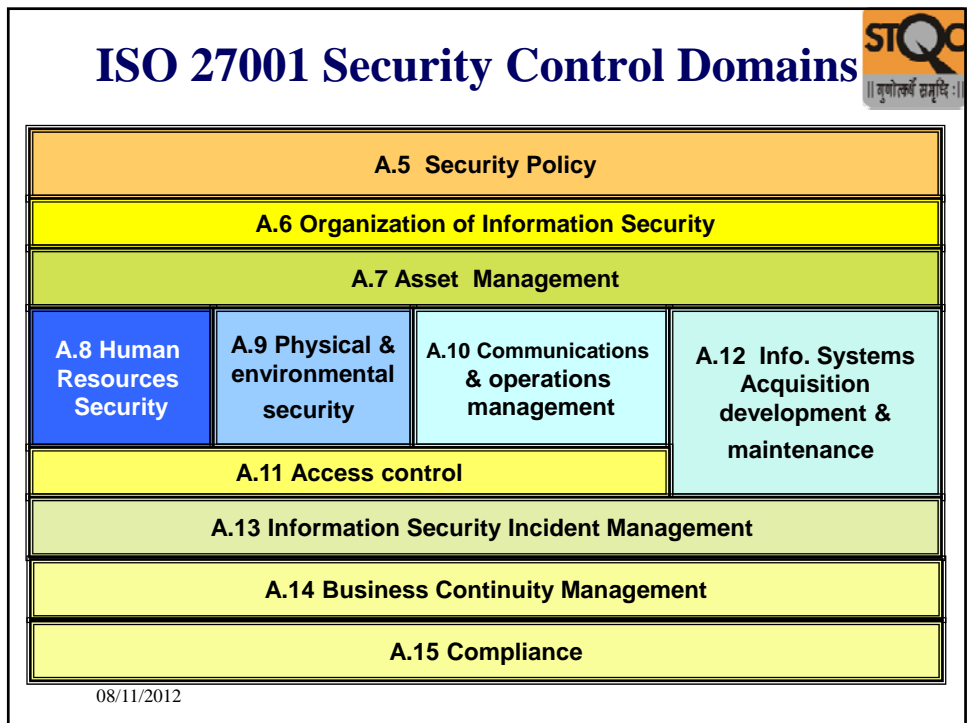 ISO 27001 Security Control Domains
STQC
|| गुणोत्कर्षे समृद्धि : ||
A.5 Security Policy
A.6 Organization of Information Security
A.7 Asset Management
A.8 Human
Resources
Security
A.9 Physical &
environmental
security
A.10 Communications
& operations
management
A.12 Info. Systems
Acquisition
development &
maintenance
A.11 Access control
A.13 Information Security Incident Management
A.14 Business Continuity Management
A.15 Compliance
08/11/2012